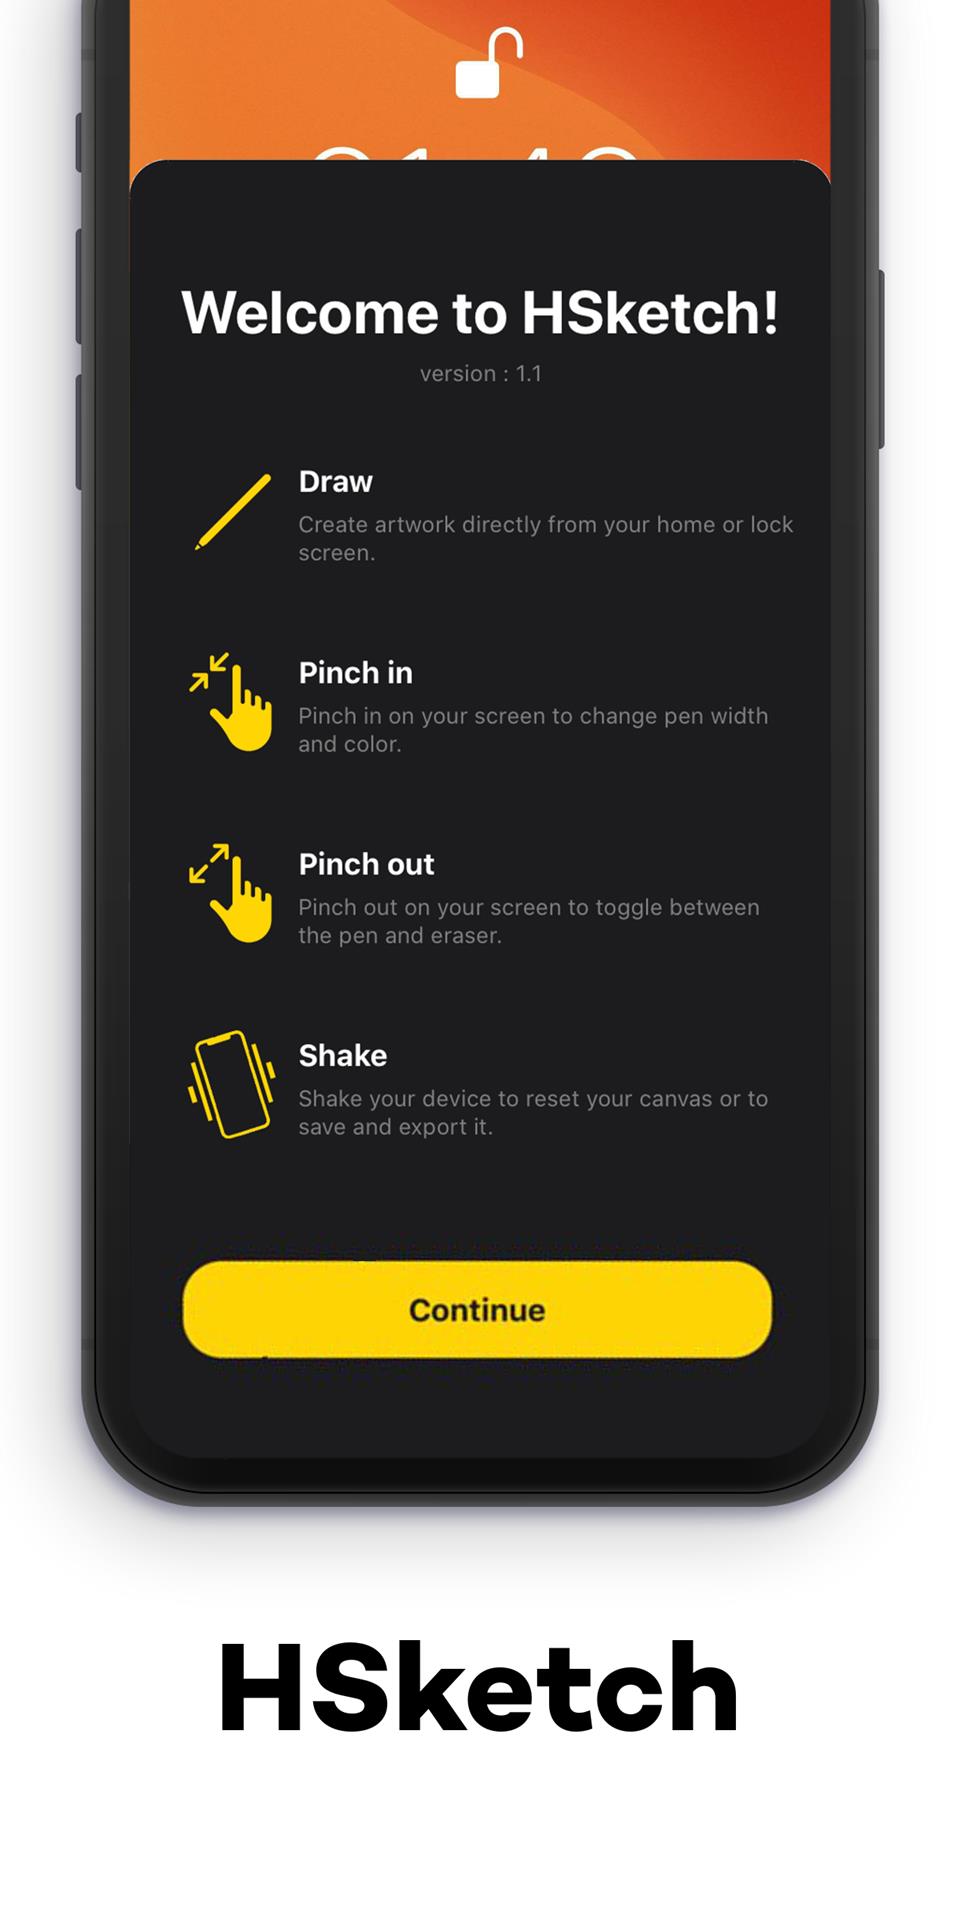 Welcome to HSketch!
version : 1.1
Draw
Create artwork directly from your home or lock
screen.
Pinch in
Pinch in on your screen to change pen width
and color.
Pinch out
Pinch out on your screen to toggle between
the pen and eraser.
Shake
Shake your device to reset your canvas or to
save and export it.
Continue
HSketch